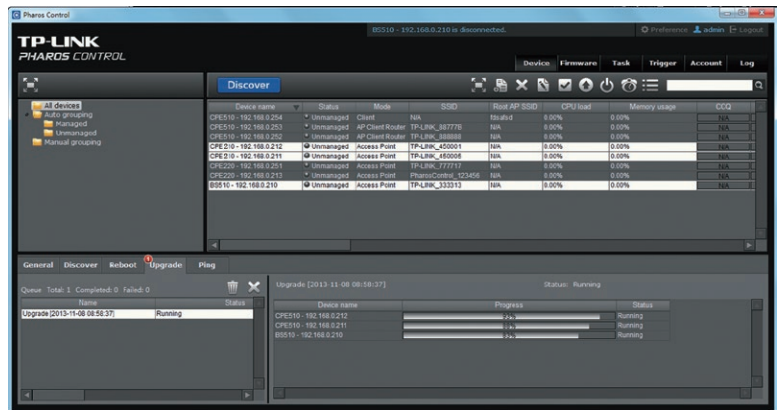 Pharos Control
TP-LINK
PHAROS CONTROL
BS510 - 192.168.0.210 is disconnected.
Preference admin Logout
Device Firmware Task Trigger Account Log
Discover
All devices
Auto grouping
Managed
Unmanaged
Manual grouping
Device name Status Mode SSID Root AP SSID CPU load Memory usage CCQ
CPE510 - 192.168.0.254 Unmanaged Client N/A 0.00% 0.00% N/A
CPE510 - 192.168.0.253 Unmanaged AP Client Router TP-LINK_98777B N/A 0.00% 0.00% N/A
CPE510 - 192.168.0.252 Unmanaged AP Client Router TP-LINK_888888 N/A 0.00% 0.00% N/A
CPE210 - 192.168.0.212 Unmanaged Access Point TP-LINK_450001 N/A 0.00% 0.00% N/A
CPE210 - 192.168.0.211 Unmanaged Access Point TP-LINK_450006 N/A 0.00% 0.00% N/A
CPE220 - 192.168.0.251 Unmanaged Access Point TP-LINK_777717 N/A 0.00% 0.00% N/A
CPE220 - 192.168.0.213 Unmanaged Access Point PharosControl_123456 N/A 0.00% 0.00% N/A
BS510 - 192.168.0.210 Unmanaged Access Point TP-LINK_333313 N/A 0.00% 0.00% N/A
General Discover Reboot Upgrade Ping
1
Queue Total: 1 Completed: 0 Failed: 0
Name Status
Upgrade [2013-11-08 08:58:37] Running
Upgrade [2013-11-08 08:58:37] Status: Running
Device name Progress Status
CPE510 - 192.168.0.212 Running
CPE510 - 192.168.0.211 Running
BS510 - 192.168.0.210 Running